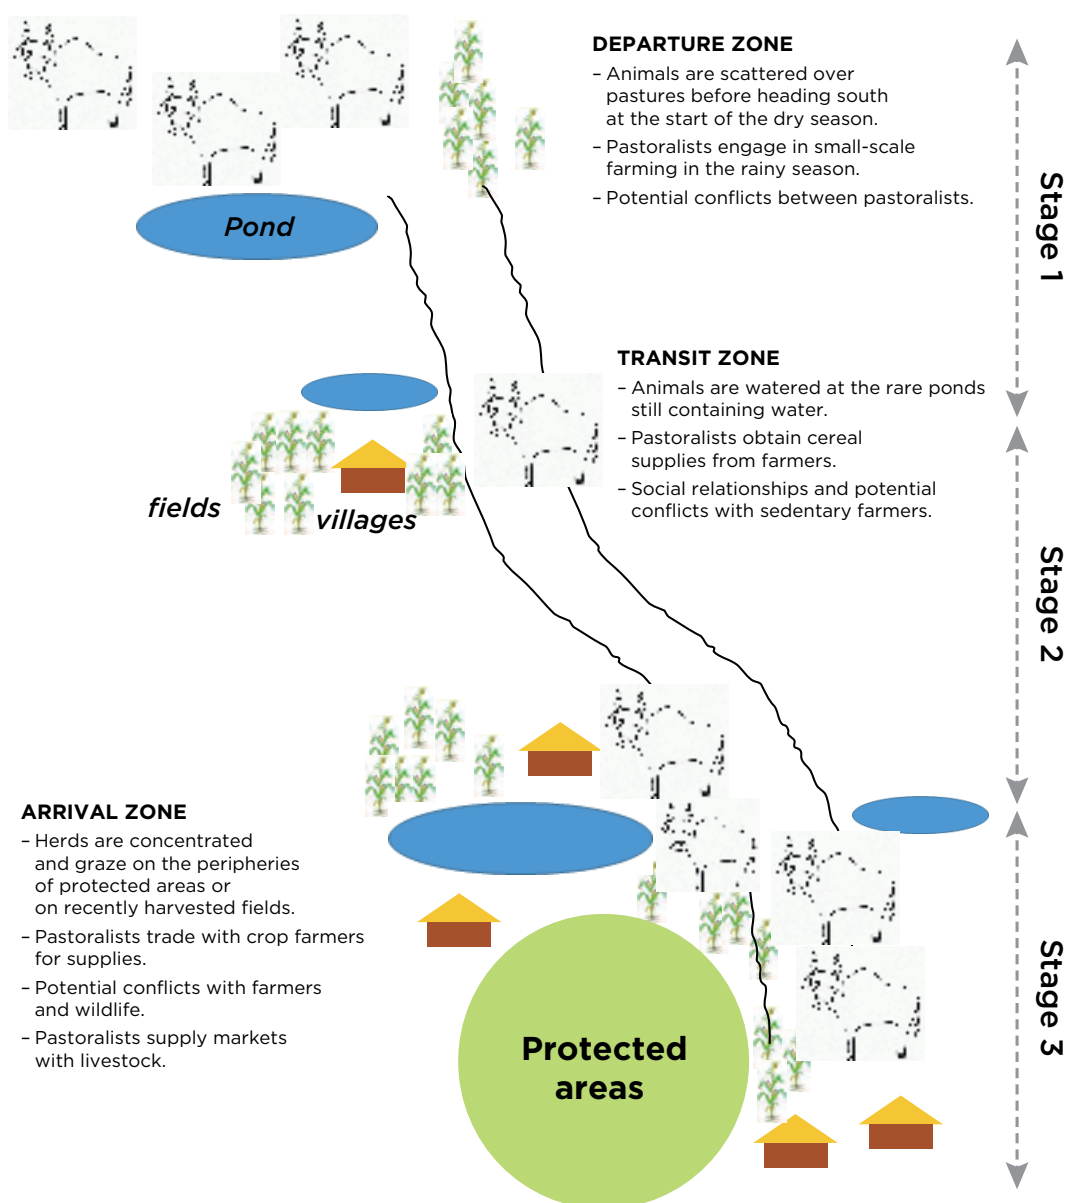 DEPARTURE ZONE
– Animals are scattered over
pastures before heading south
at the start of the dry season.
– Pastoralists engage in small-scale
farming in the rainy season.
– Potential conflicts between pastoralists.
Stage 1
Pond
TRANSIT ZONE
– Animals are watered at the rare ponds
still containing water.
– Pastoralists obtain cereal
supplies from farmers.
– Social relationships and potential
conflicts with sedentary farmers.
fields
villages
Stage 2
ARRIVAL ZONE
– Herds are concentrated
and graze on the peripheries
of protected areas or
on recently harvested fields.
– Pastoralists trade with crop farmers
for supplies.
– Potential conflicts with farmers
and wildlife.
– Pastoralists supply markets
with livestock.
Protected
areas
Stage 3